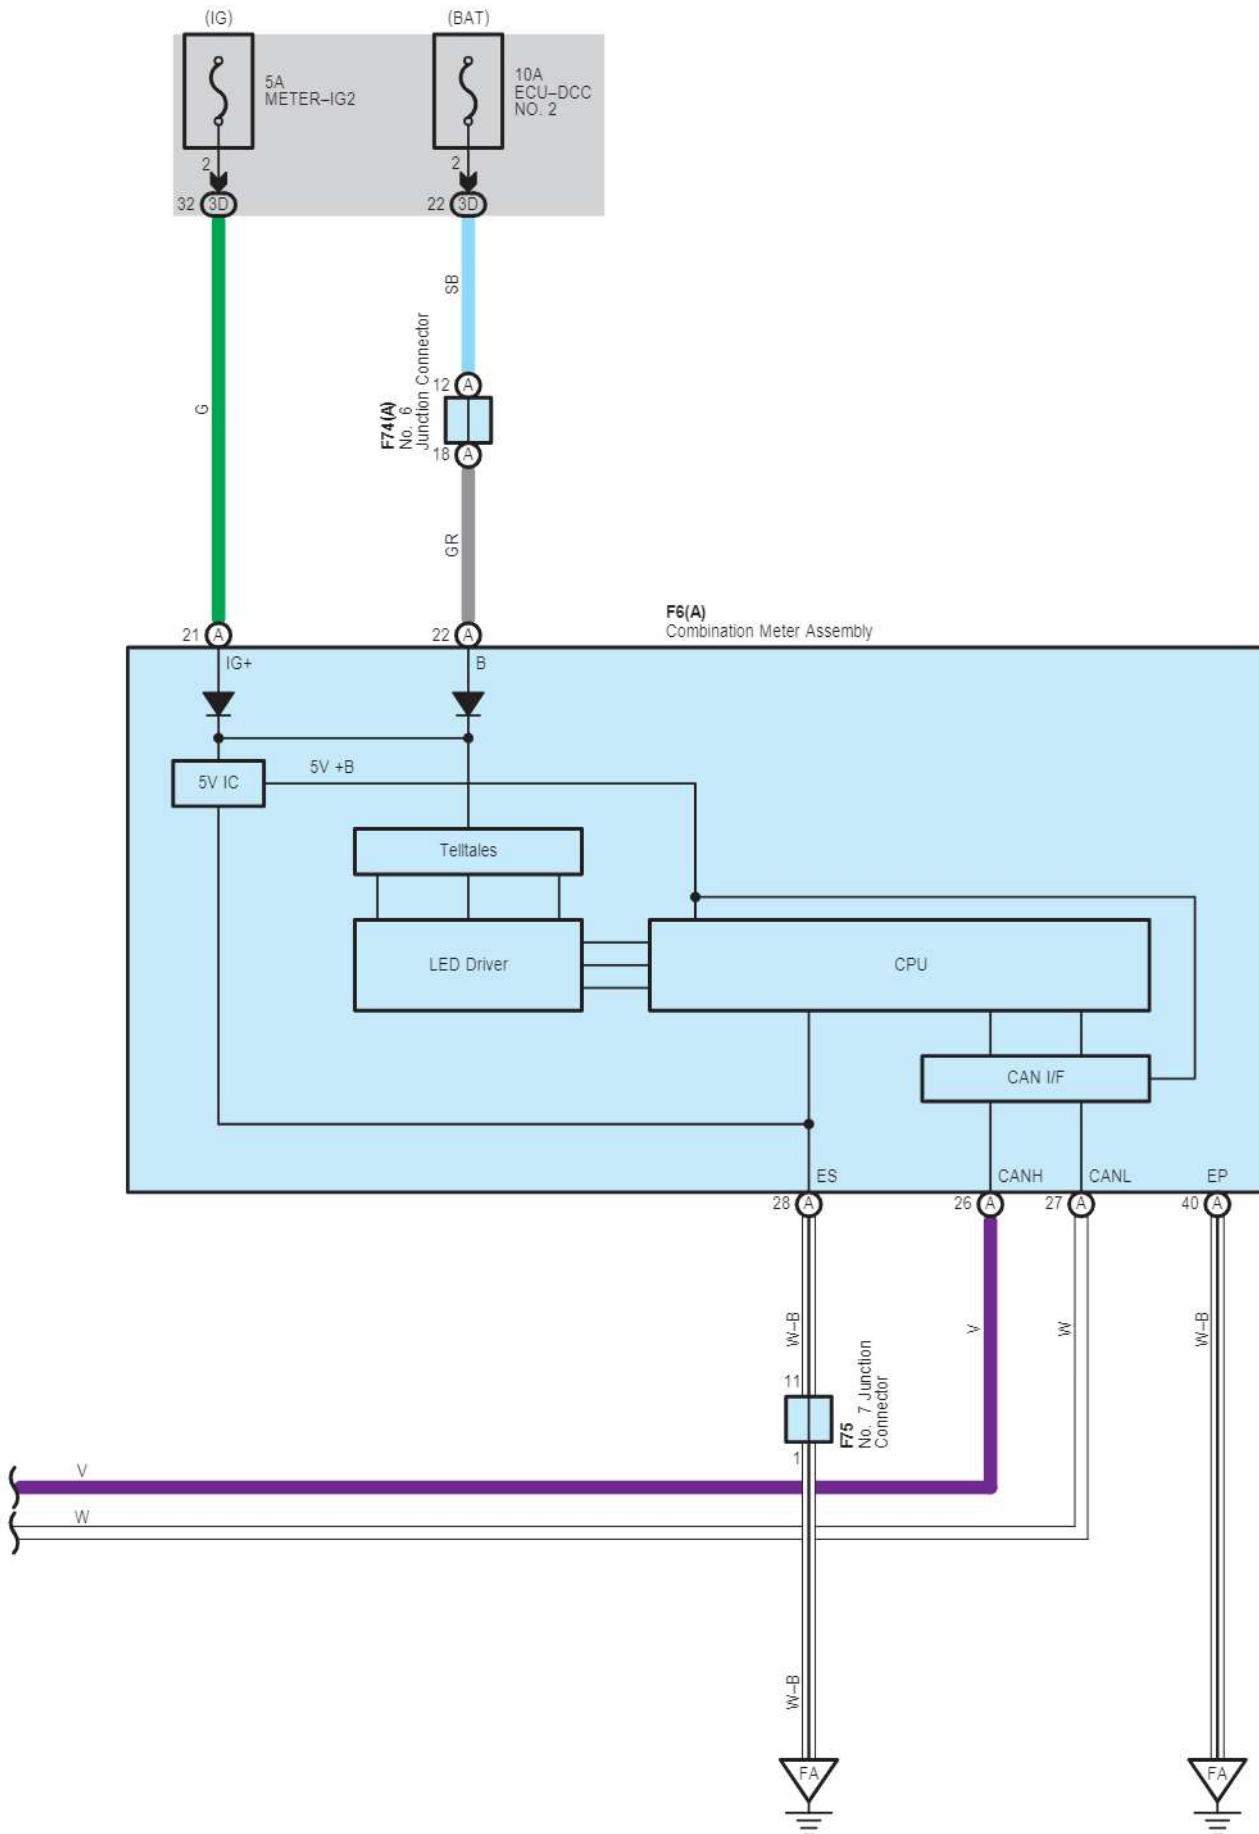 (IG)
(BAT)
5A
METER–IG2
10A
ECU–DCC
NO. 2
2
2
32
3D
22
3D
SB
G
12
A
F74(A)
No. 6
Junction Connector
18
A
GR
21
A
22
A
F6(A)
Combination Meter Assembly
IG+
B
5V IC
5V +B
Telltales
LED Driver
CPU
CAN I/F
ES
CANH
CANL
EP
28
A
26
A
27
A
40
A
W–B
V
W
W–B
11
F75
No. 7 Junction
Connector
1
V
W
W–B
FA
FA